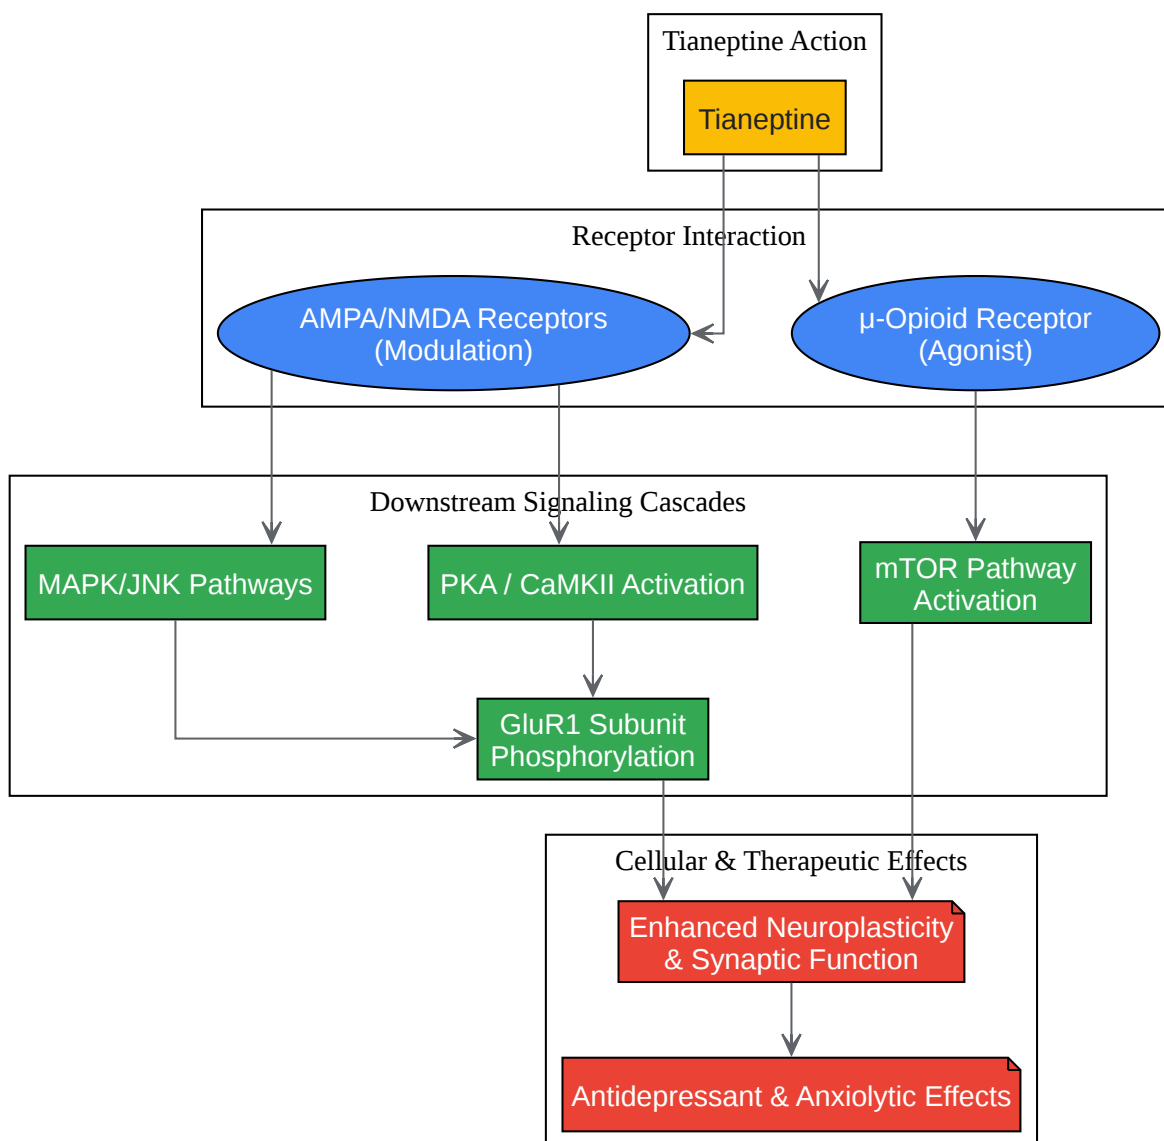 Tianeptine Action
Tianeptine
Receptor Interaction
AMPA/NMDA Receptors
(Modulation)
μ-Opioid Receptor
(Agonist)
Downstream Signaling Cascades
MAPK/JNK Pathways
PKA / CaMKII Activation
mTOR Pathway
Activation
GluR1 Subunit
Phosphorylation
Cellular & Therapeutic Effects
Enhanced Neuroplasticity
& Synaptic Function
Antidepressant & Anxiolytic Effects